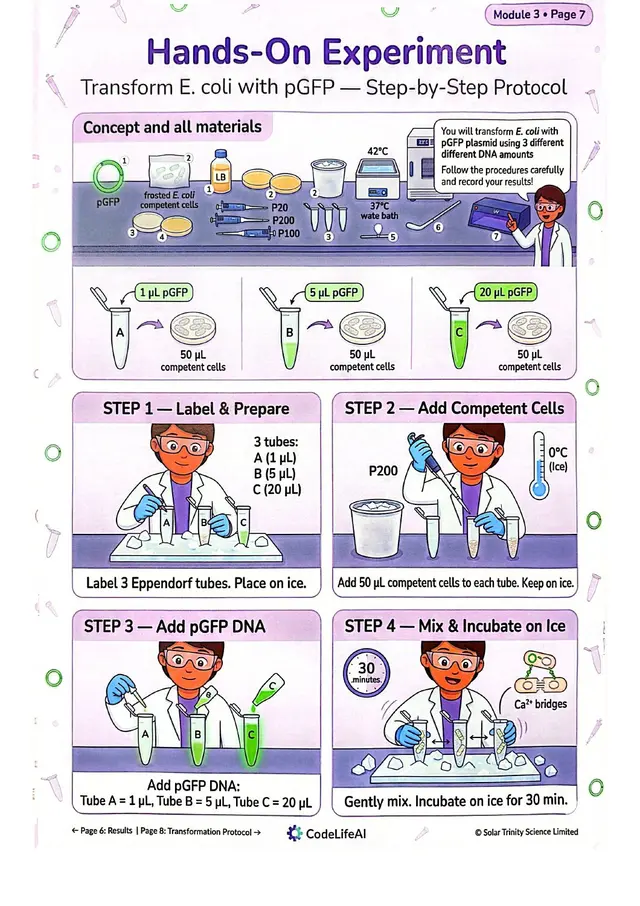 Module 3 • Page 7
Hands-On Experiment
Transform E. coli with pGFP — Step-by-Step Protocol
Concept and all materials
You will transform E. coli with
pGFP plasmid using 3 different
different DNA amounts
Follow the procedures carefully
and record your results!
1
pGFP
2
frosted E. coli
competent cells
LB
1
2
2
42°C
3
4
P20
P200
P100
3
37°C
wate bath
5
6
7
1 µL pGFP
A
50 µL
competent cells
5 µL pGFP
B
50 µL
competent cells
20 µL pGFP
C
50 µL
competent cells
STEP 1 — Label & Prepare
3 tubes:
A (1 µL)
B (5 µL)
C (20 µL)
A
B
C
Label 3 Eppendorf tubes. Place on ice.
STEP 2 — Add Competent Cells
P200
0°C
(Ice)
Add 50 µL competent cells to each tube. Keep on ice.
STEP 3 — Add pGFP DNA
C
A
B
C
Add pGFP DNA:
Tube A = 1 µL, Tube B = 5 µL, Tube C = 20 µL
STEP 4 — Mix & Incubate on Ice
30
minutes
Ca²⁺ bridges
Gently mix. Incubate on ice for 30 min.
← Page 6: Results | Page 8: Transformation Protocol →
CodeLifeAI
© Solar Trinity Science Limited